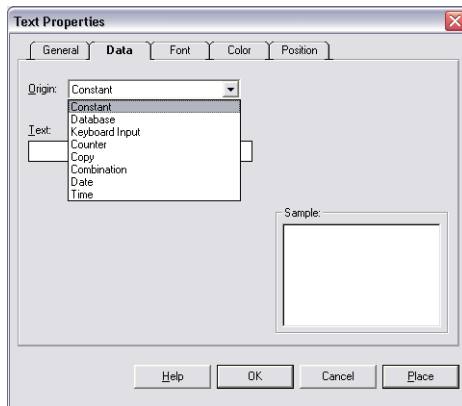 Text Properties
General Data Font Color Position
Origin: Constant
Constant
Database
Keyboard Input
Text:
Counter
Copy
Combination
Date
Time
Sample:
Help OK Cancel Place